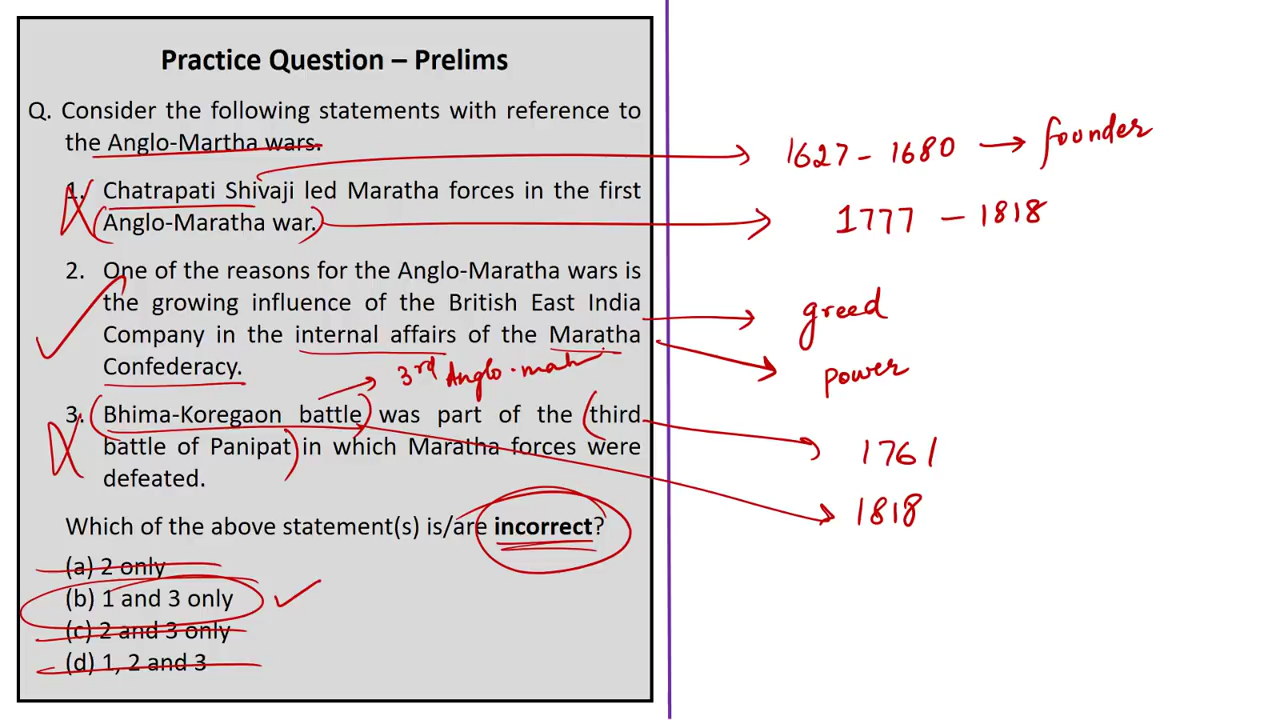 Practice Question – Prelims
Q. Consider the following statements with reference to
the Anglo-Martha wars.
1. Chatrapati Shivaji led Maratha forces in the first
Anglo-Maratha war.
2. One of the reasons for the Anglo-Maratha wars is
the growing influence of the British East India
Company in the internal affairs of the Maratha
Confederacy.
3rd Anglo-mah
3. Bhima-Koregaon battle was part of the third
battle of Panipat in which Maratha forces were
defeated.
Which of the above statement(s) is/are incorrect?
(a) 2 only
(b) 1 and 3 only
(c) 2 and 3 only
(d) 1, 2 and 3
1627 - 1680 → founder
1777 - 1818
greed
power
1761
1818